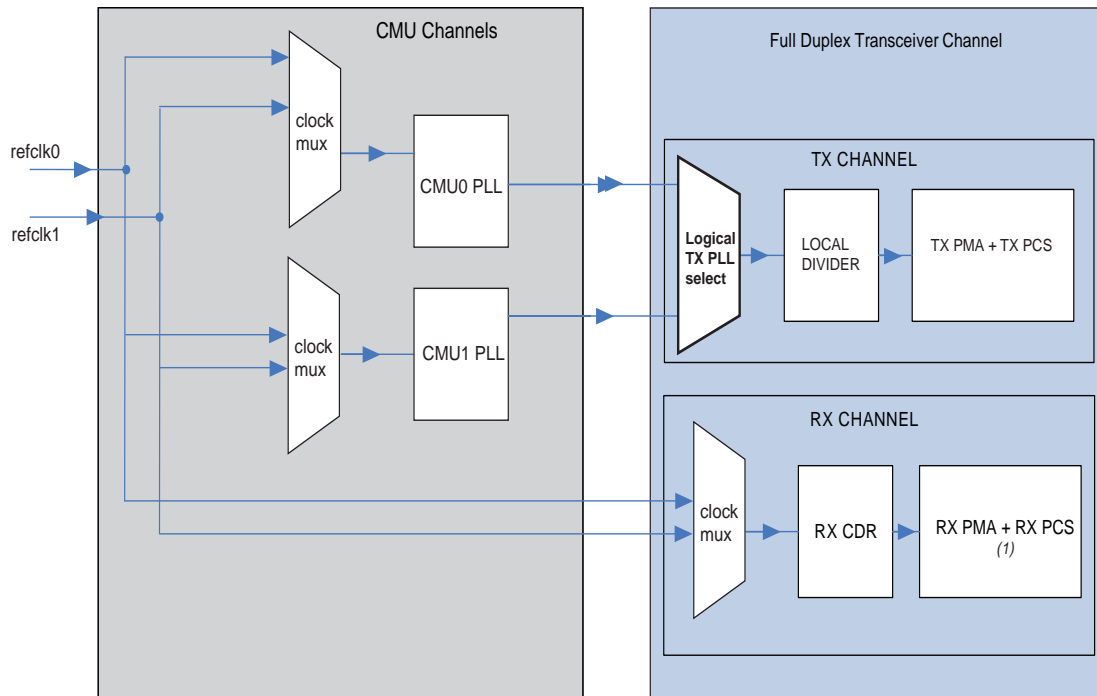 CMU Channels
Full Duplex Transceiver Channel
refclk0
refclk1
clock
mux
CMU0 PLL
clock
mux
CMU1 PLL
TX CHANNEL
Logical
TX PLL
select
LOCAL
DIVIDER
TX PMA + TX PCS
RX CHANNEL
clock
mux
RX CDR
RX PMA + RX PCS
(1)